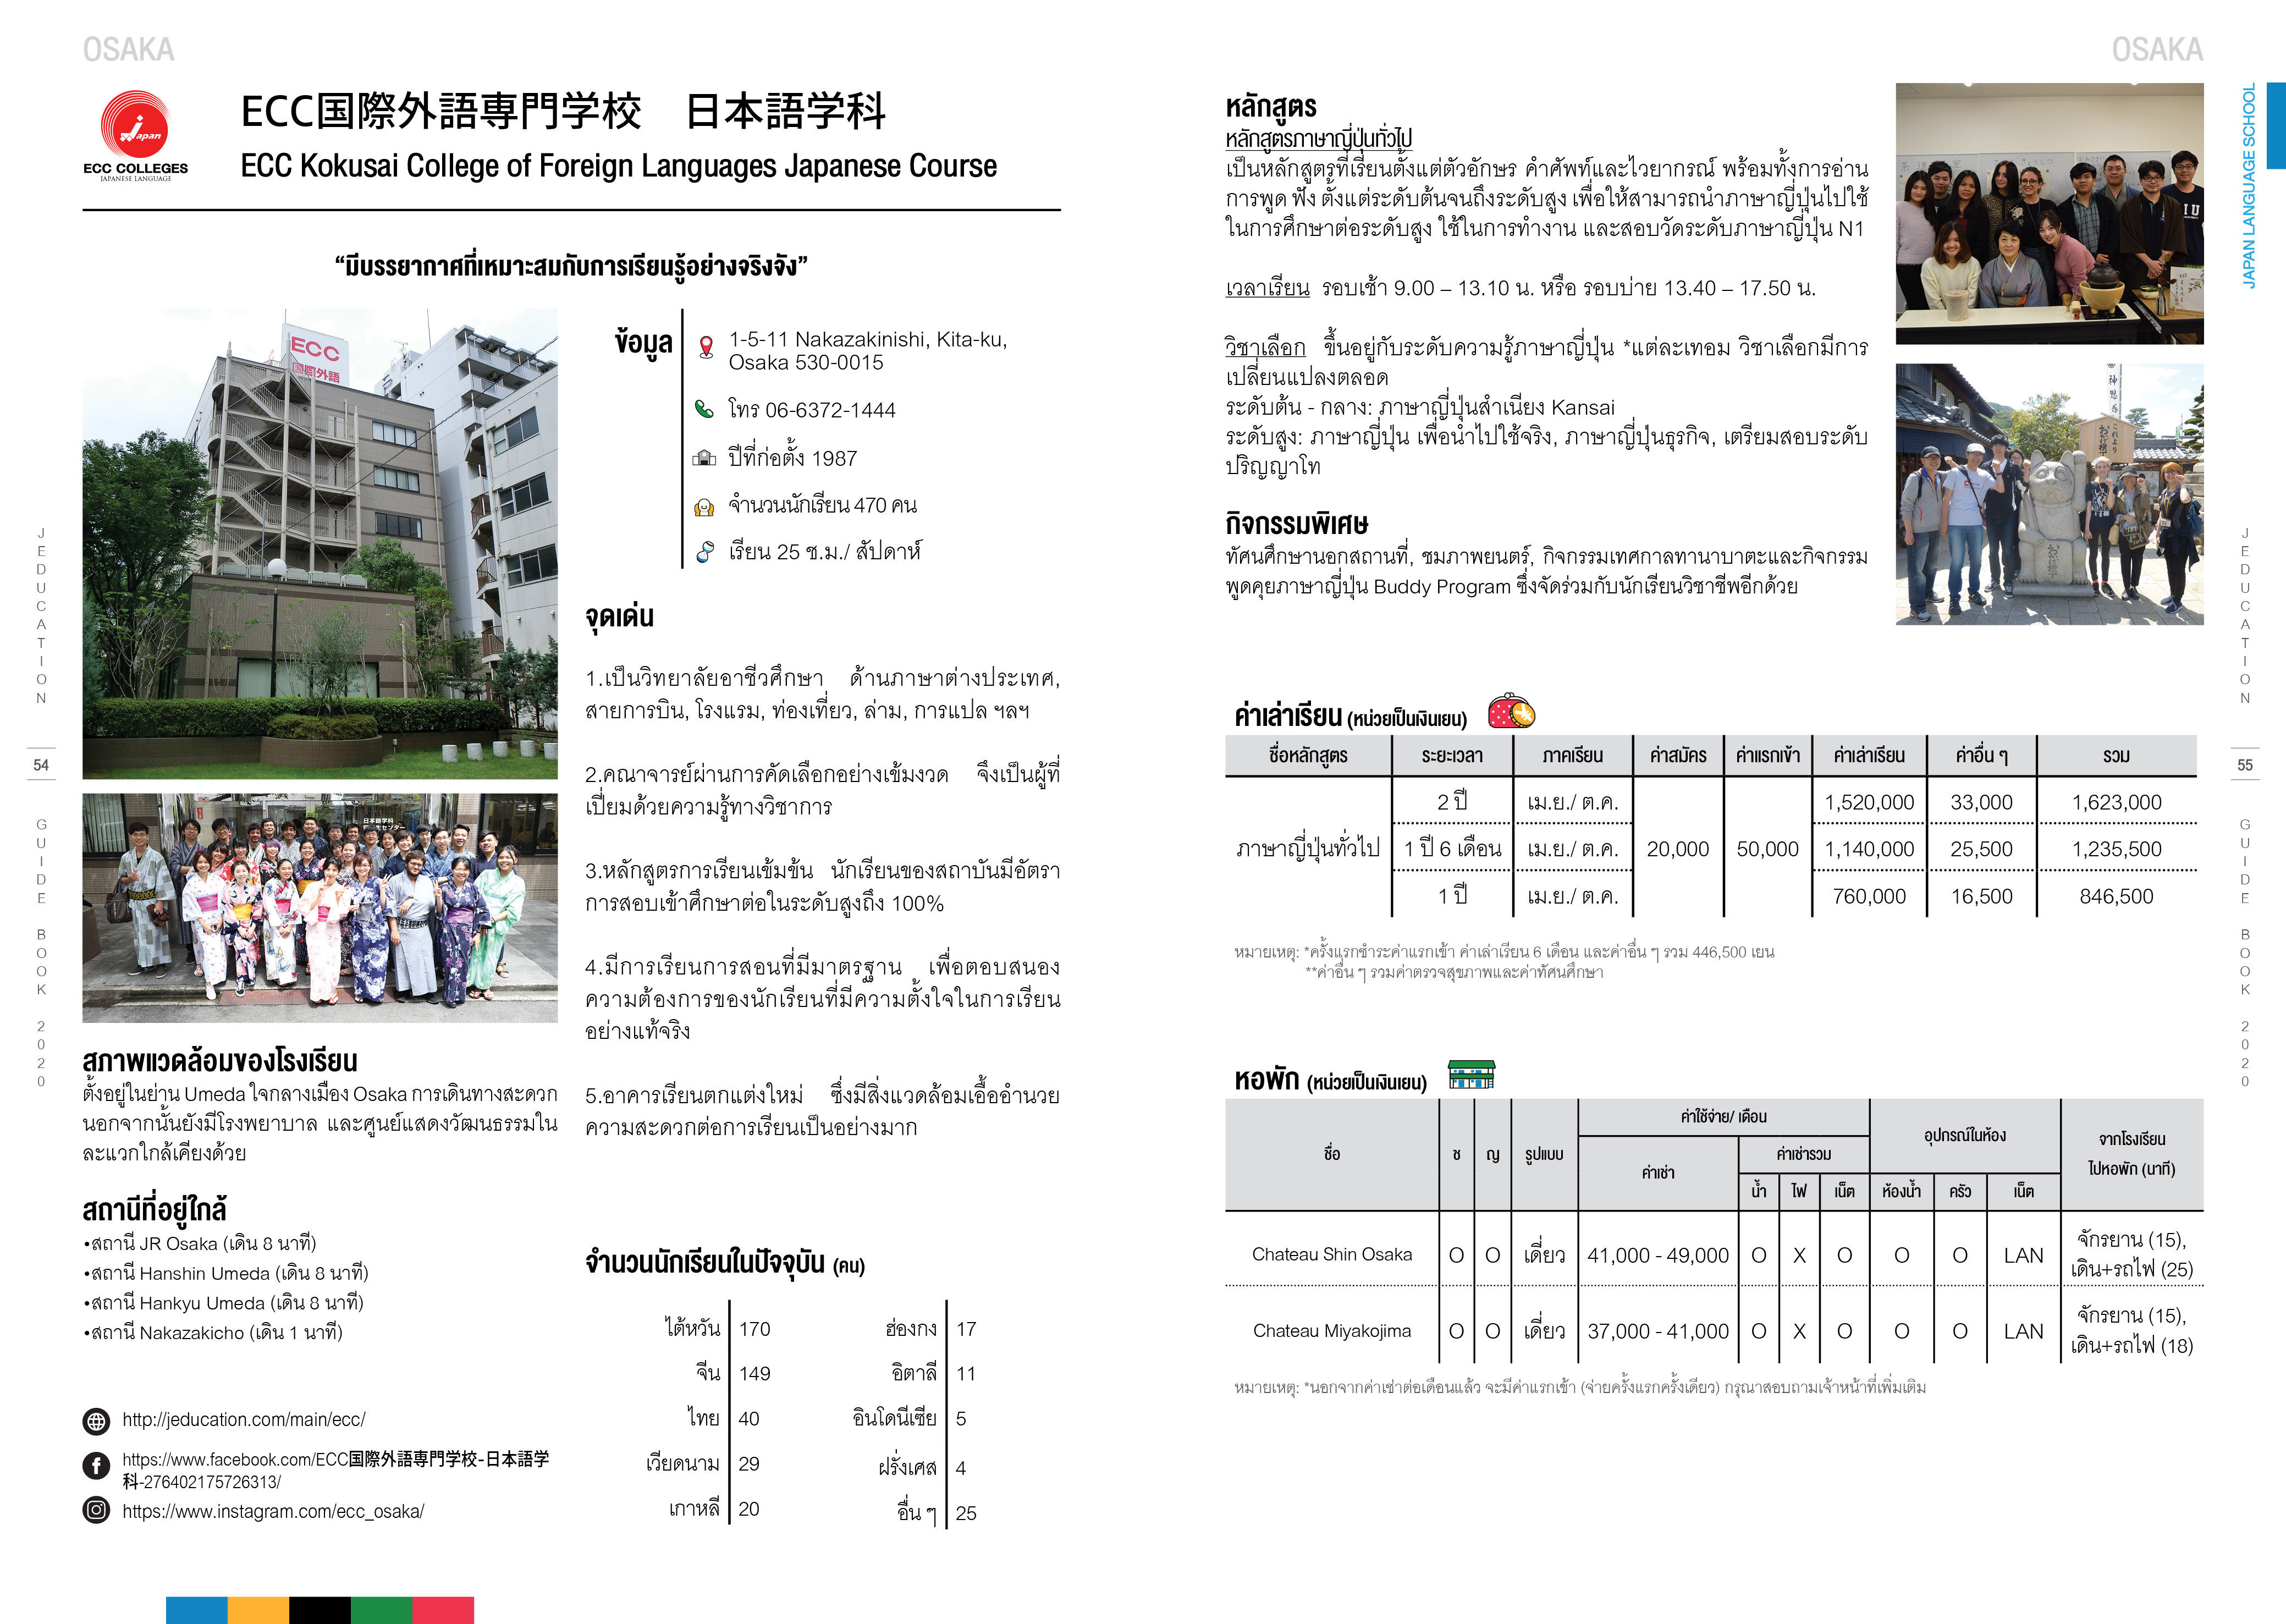 OSAKA
Japan
ECC COLLEGES
JAPANESE LANGUAGE
ECC国際外語専門学校 日本語学科
ECC Kokusai College of Foreign Languages Japanese Course
“มีบรรยากาศที่เหมาะสมกับการเรียนรู้อย่างจริงจัง”
ECC
国際外語
ข้อมูล
1-5-11 Nakazakinishi, Kita-ku,
Osaka 530-0015
โทร 06-6372-1444
ปีที่ก่อตั้ง 1987
จำนวนนักเรียน 470 คน
เรียน 25 ช.ม./ สัปดาห์
จุดเด่น
1.เป็นวิทยาลัยอาชีวศึกษา ด้านภาษาต่างประเทศ,
สายการบิน, โรงแรม, ท่องเที่ยว, ล่าม, การแปล ฯลฯ
2.คณาจารย์ผ่านการคัดเลือกอย่างเข้มงวด จึงเป็นผู้ที่
เปี่ยมด้วยความรู้ทางวิชาการ
3.หลักสูตรการเรียนเข้มข้น นักเรียนของสถาบันมีอัตรา
การสอบเข้าศึกษาต่อในระดับสูงถึง 100%
4.มีการเรียนการสอนที่มีมาตรฐาน เพื่อตอบสนอง
ความต้องการของนักเรียนที่มีความตั้งใจในการเรียน
อย่างแท้จริง
5.อาคารเรียนตกแต่งใหม่ ซึ่งมีสิ่งแวดล้อมเอื้ออำนวย
ความสะดวกต่อการเรียนเป็นอย่างมาก
日本語学科
สภาพแวดล้อมของโรงเรียน
ตั้งอยู่ในย่าน Umeda ใจกลางเมือง Osaka การเดินทางสะดวก
นอกจากนั้นยังมีโรงพยาบาล และศูนย์แสดงวัฒนธรรมใน
ละแวกใกล้เคียงด้วย
สถานีที่อยู่ใกล้
•สถานี JR Osaka (เดิน 8 นาที)
•สถานี Hanshin Umeda (เดิน 8 นาที)
•สถานี Hankyu Umeda (เดิน 8 นาที)
•สถานี Nakazakicho (เดิน 1 นาที)
http://jeducation.com/main/ecc/
https://www.facebook.com/ECC国際外語専門学校-日本語学
科-276402175726313/
https://www.instagram.com/ecc_osaka/
จำนวนนักเรียนในปัจจุบัน (คน)
ไต้หวัน 170 ฮ่องกง 17
จีน 149 อิตาลี 11
ไทย 40 อินโดนีเซีย 5
เวียดนาม 29 ฝรั่งเศส 4
เกาหลี 20 อื่น ๆ 25
JEDUCATION
54
GUIDE BOOK 2020
OSAKA
JAPAN LANGUAGE SCHOOL
หลักสูตร
หลักสูตรภาษาญี่ปุ่นทั่วไป
เป็นหลักสูตรที่เรียนตั้งแต่ตัวอักษร คำศัพท์และไวยากรณ์ พร้อมทั้งการอ่าน
การพูด ฟัง ตั้งแต่ระดับต้นจนถึงระดับสูง เพื่อให้สามารถนำภาษาญี่ปุ่นไปใช้
ในการศึกษาต่อระดับสูง ใช้ในการทำงาน และสอบวัดระดับภาษาญี่ปุ่น N1
เวลาเรียน รอบเช้า 9.00 – 13.10 น. หรือ รอบบ่าย 13.40 – 17.50 น.
วิชาเลือก ขึ้นอยู่กับระดับความรู้ภาษาญี่ปุ่น *แต่ละเทอม วิชาเลือกมีการ
เปลี่ยนแปลงตลอด
ระดับต้น - กลาง: ภาษาญี่ปุ่นสำเนียง Kansai
ระดับสูง: ภาษาญี่ปุ่น เพื่อนำไปใช้จริง, ภาษาญี่ปุ่นธุรกิจ, เตรียมสอบระดับ
ปริญญาโท
กิจกรรมพิเศษ
ทัศนศึกษานอกสถานที่, ชมภาพยนตร์, กิจกรรมเทศกาลทานาบาตะและกิจกรรม
พูดคุยภาษาญี่ปุ่น Buddy Program ซึ่งจัดร่วมกับนักเรียนวิชาชีพอีกด้วย
ค่าเล่าเรียน (หน่วยเป็นเงินเยน)
ชื่อหลักสูตร ระยะเวลา ภาคเรียน ค่าสมัคร ค่าแรกเข้า ค่าเล่าเรียน ค่าอื่น ๆ รวม
2 ปี เม.ย./ ต.ค. 1,520,000 33,000 1,623,000
ภาษาญี่ปุ่นทั่วไป 1 ปี 6 เดือน เม.ย./ ต.ค. 20,000 50,000 1,140,000 25,500 1,235,500
1 ปี เม.ย./ ต.ค. 760,000 16,500 846,500
หมายเหตุ: *ครั้งแรกชำระค่าแรกเข้า ค่าเล่าเรียน 6 เดือน และค่าอื่น ๆ รวม 446,500 เยน
**ค่าอื่น ๆ รวมค่าตรวจสุขภาพและค่าทัศนศึกษา
หอพัก (หน่วยเป็นเงินเยน)
ค่าใช้จ่าย/ เดือน
ชื่อ ช ญ รูปแบบ ค่าเช่า ค่าเช่ารวม อุปกรณ์ในห้อง จากโรงเรียน
ไปหอพัก (นาที)
น้ำ ไฟ เน็ต ห้องน้ำ ครัว เน็ต
Chateau Shin Osaka O O เดี่ยว 41,000 - 49,000 O X O O O LAN จักรยาน (15),
เดิน+รถไฟ (25)
Chateau Miyakojima O O เดี่ยว 37,000 - 41,000 O X O O O LAN จักรยาน (15),
เดิน+รถไฟ (18)
หมายเหตุ: *นอกจากค่าเช่าต่อเดือนแล้ว จะมีค่าแรกเข้า (จ่ายครั้งแรกครั้งเดียว) กรุณาสอบถามเจ้าหน้าที่เพิ่มเติม
JEDUCATION
55
GUIDE BOOK 2020